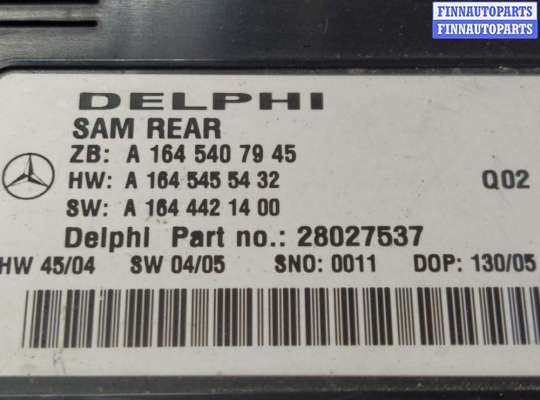 FINNAUTOPARTS
FINNAUTOPARTS
DELPHI
SAM REAR
ZB: A 164 540 79 45
HW: A 164 545 54 32 Q02
SW: A 164 442 14 00
Delphi Part no.: 28027537
HW 45/04 SW 04/05 SNO: 0011 DOP: 130/05